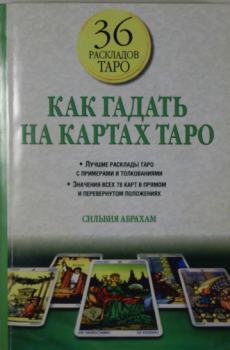 36
РАСКЛАДОВ
ТАРО
КАК ГАДАТЬ
НА КАРТАХ ТАРО
• ЛУЧШИЕ РАСКЛАДЫ ТАРО
С ПРИМЕРАМИ И ТОЛКОВАНИЯМИ
• ЗНАЧЕНИЯ ВСЕХ 78 КАРТ В ПРЯМОМ
И ПЕРЕВЕРНУТОМ ПОЛОЖЕНИЯХ
СИЛЬВИЯ АБРАХАМ